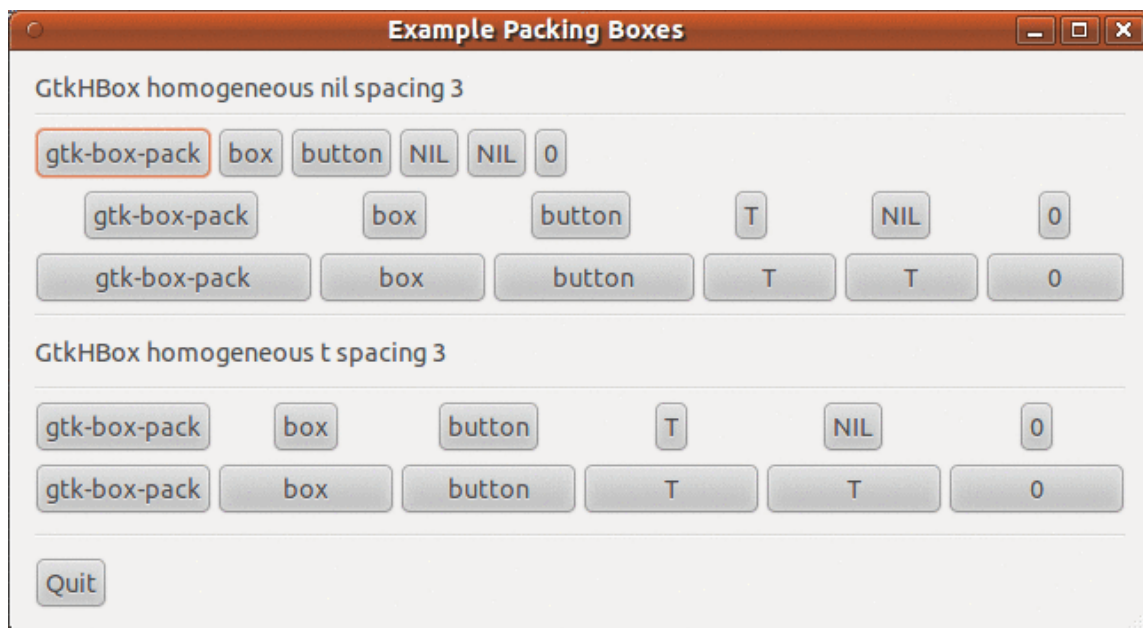 Example Packing Boxes
GtkHBox homogeneous nil spacing 3
gtk-box-pack box button NIL NIL 0
gtk-box-pack box button T NIL 0
gtk-box-pack box button T T 0
GtkHBox homogeneous t spacing 3
gtk-box-pack box button T NIL 0
gtk-box-pack box button T T 0
Quit